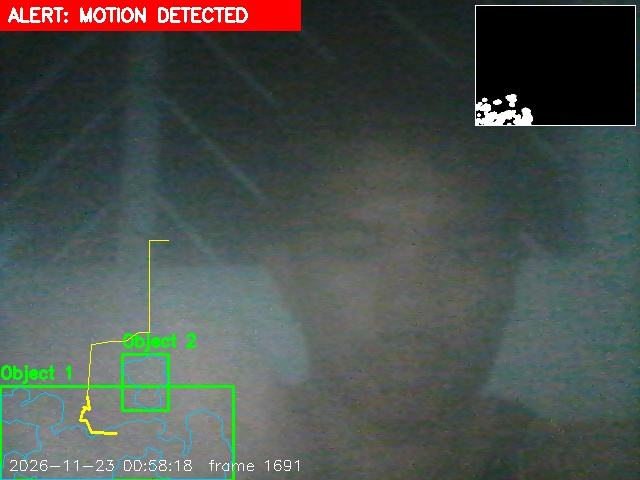 ALERT: MOTION DETECTED
Object 2
Object 1
2026-11-23 00:58:18 frame 1691